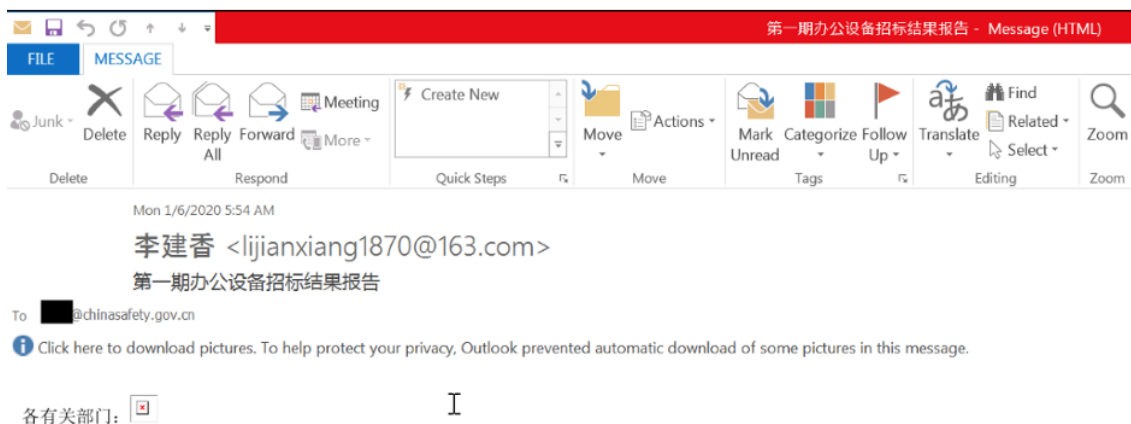 第一期办公设备招标结果报告 - Message (HTML)
FILE MESSAGE
Junk
Delete
Reply
Reply All
Forward
Meeting
More
Create New
Move
Actions
Mark Unread
Categorize
Follow Up
Translate
Find
Related
Select
Zoom
Delete Respond Quick Steps Move Tags Editing Zoom
Mon 1/6/2020 5:54 AM
李建香 <lijianxiang1870@163.com>
第一期办公设备招标结果报告
To @chinasafety.gov.cn
Click here to download pictures. To help protect your privacy, Outlook prevented automatic download of some pictures in this message.
各有关部门：